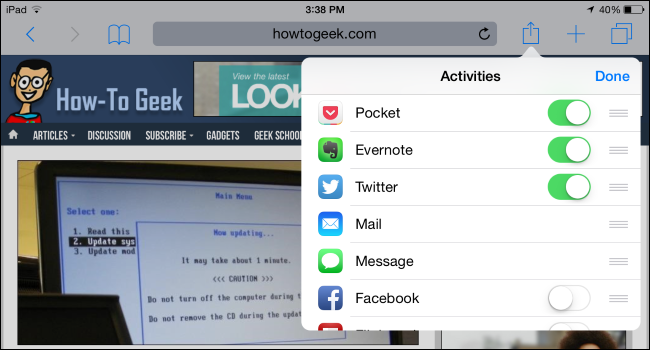 iPad 3:38 PM 40%
howtogeek.com
Activities Done
View the latest
LOOK
How-To Geek
ARTICLES DISCUSSION SUBSCRIBE GADGETS GEEK SCHOO
Pocket
Evernote
Twitter
Mail
Message
Facebook
Main Menu
Select one:
1. Read this
2. Update sys
3. Update mod
Now updating...
It may take about 1 minute.
<<< CAUTION >>>
Do not turn off the computer during t
Do not remove the CD during the upda